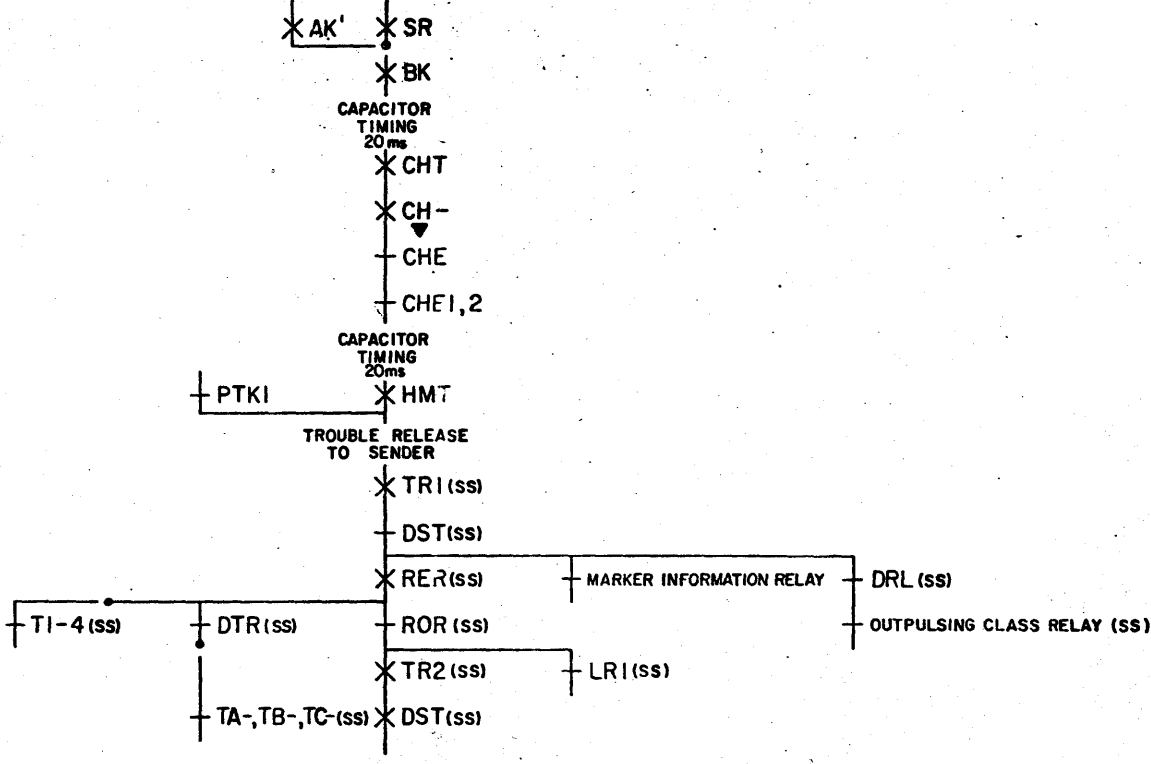 AK' SR
BK
CAPACITOR
TIMING
20ms
CHT
CH-
CHE
CHE1,2
CAPACITOR
TIMING
20ms
PTK1 HMT
TROUBLE RELEASE
TO SENDER
TR1(SS)
DST(SS)
RER(SS) MARKER INFORMATION RELAY DRL(SS)
T1-4(SS) DTR(SS) ROR(SS) OUTPULSING CLASS RELAY (SS)
TR2(SS) LR1(SS)
TA-,TB-,TC-(SS) DST(SS)